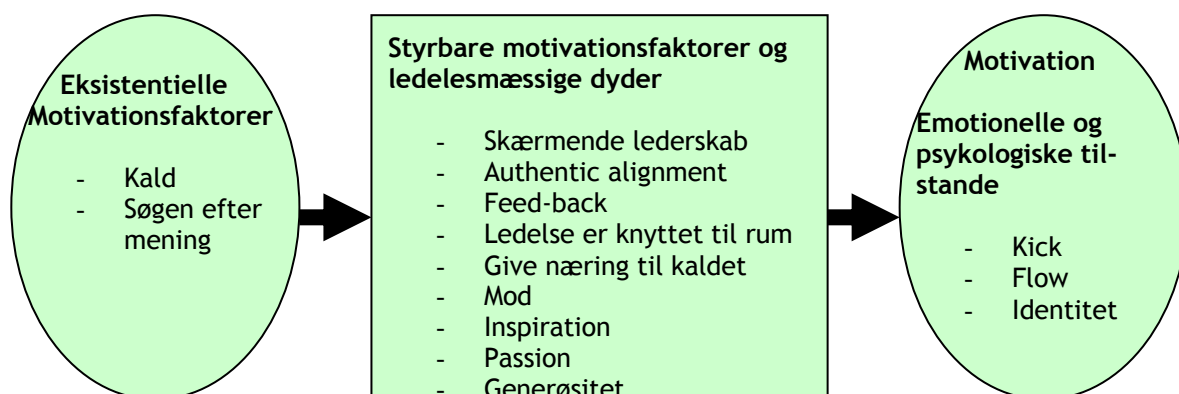 Eksistentielle
Motivationsfaktorer
- Kald
- Søgen efter
mening
Styrbare motivationsfaktorer og
ledelesmæssige dyder
- Skærmende lederskab
- Authentic alignment
- Feed-back
- Ledelse er knyttet til rum
- Give næring til kaldet
- Mod
- Inspiration
- Passion
- Generøsitet
Motivation
Emotionelle og
psykologiske til-
stande
- Kick
- Flow
- Identitet